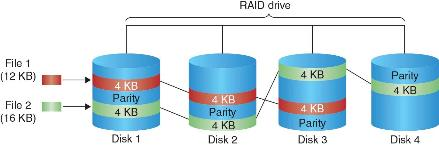 RAID drive
File 1
(12 KB)
File 2
(16 KB)
4 KB
Parity
4 KB
Disk 1
4 KB
Parity
4 KB
Disk 2
4 KB
4 KB
Parity
Disk 3
Parity
4 KB
Disk 4